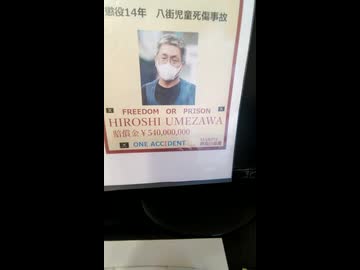 懲役14年 八街児童死傷事故
FREEDOM OR PRISON
HIROSHI UMEZAWA
賠償金￥540,000,000
ONE ACCIDENT